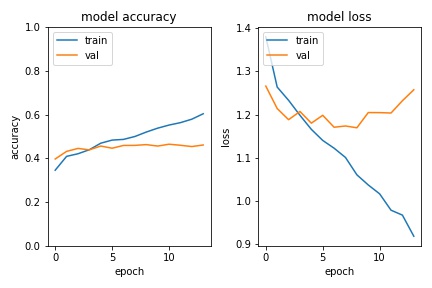 model accuracy
1.0
0.8
0.6
0.4
0.2
0.0
accuracy
train
val
0
5
10
epoch
model loss
1.4
1.3
1.2
1.1
1.0
0.9
loss
train
val
0
5
10
epoch